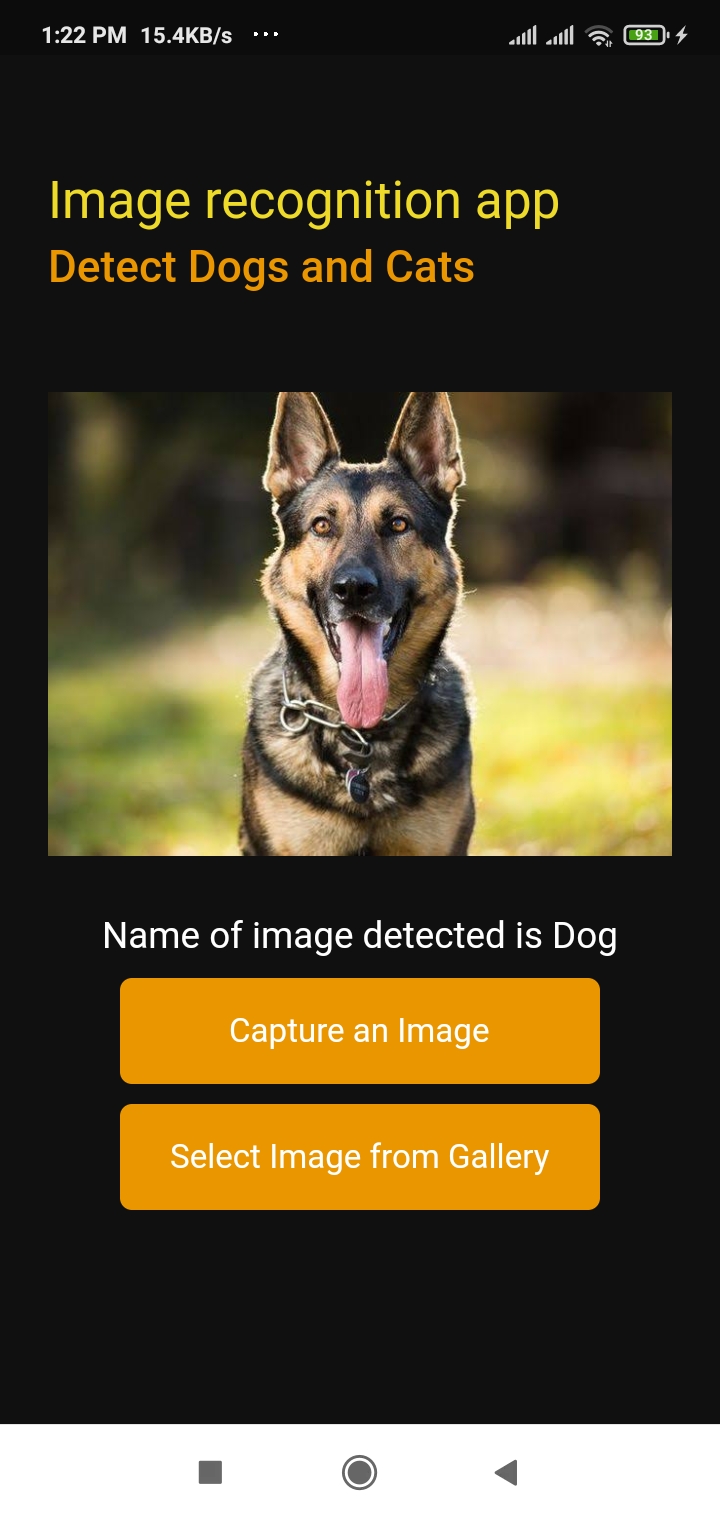 1:22 PM 15.4KB/s ... 93
Image recognition app
Detect Dogs and Cats
Name of image detected is Dog
Capture an Image
Select Image from Gallery